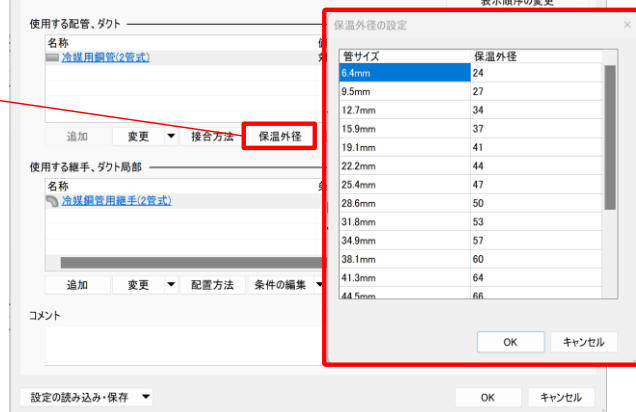 表示順序の変更
使用する配管、ダクト
名称
冷媒用銅管(2管式)
追加 変更 接合方法 保温外径
使用する継手、ダクト局部
名称
冷媒銅管用継手(2管式)
追加 変更 配置方法 条件の編集
コメント
設定の読み込み・保存
OK キャンセル
保温外径の設定
管サイズ 保温外径
6.4mm 24
9.5mm 27
12.7mm 34
15.9mm 37
19.1mm 41
22.2mm 44
25.4mm 47
28.6mm 50
31.8mm 53
34.9mm 57
38.1mm 60
41.3mm 64
44.5mm 66
OK キャンセル